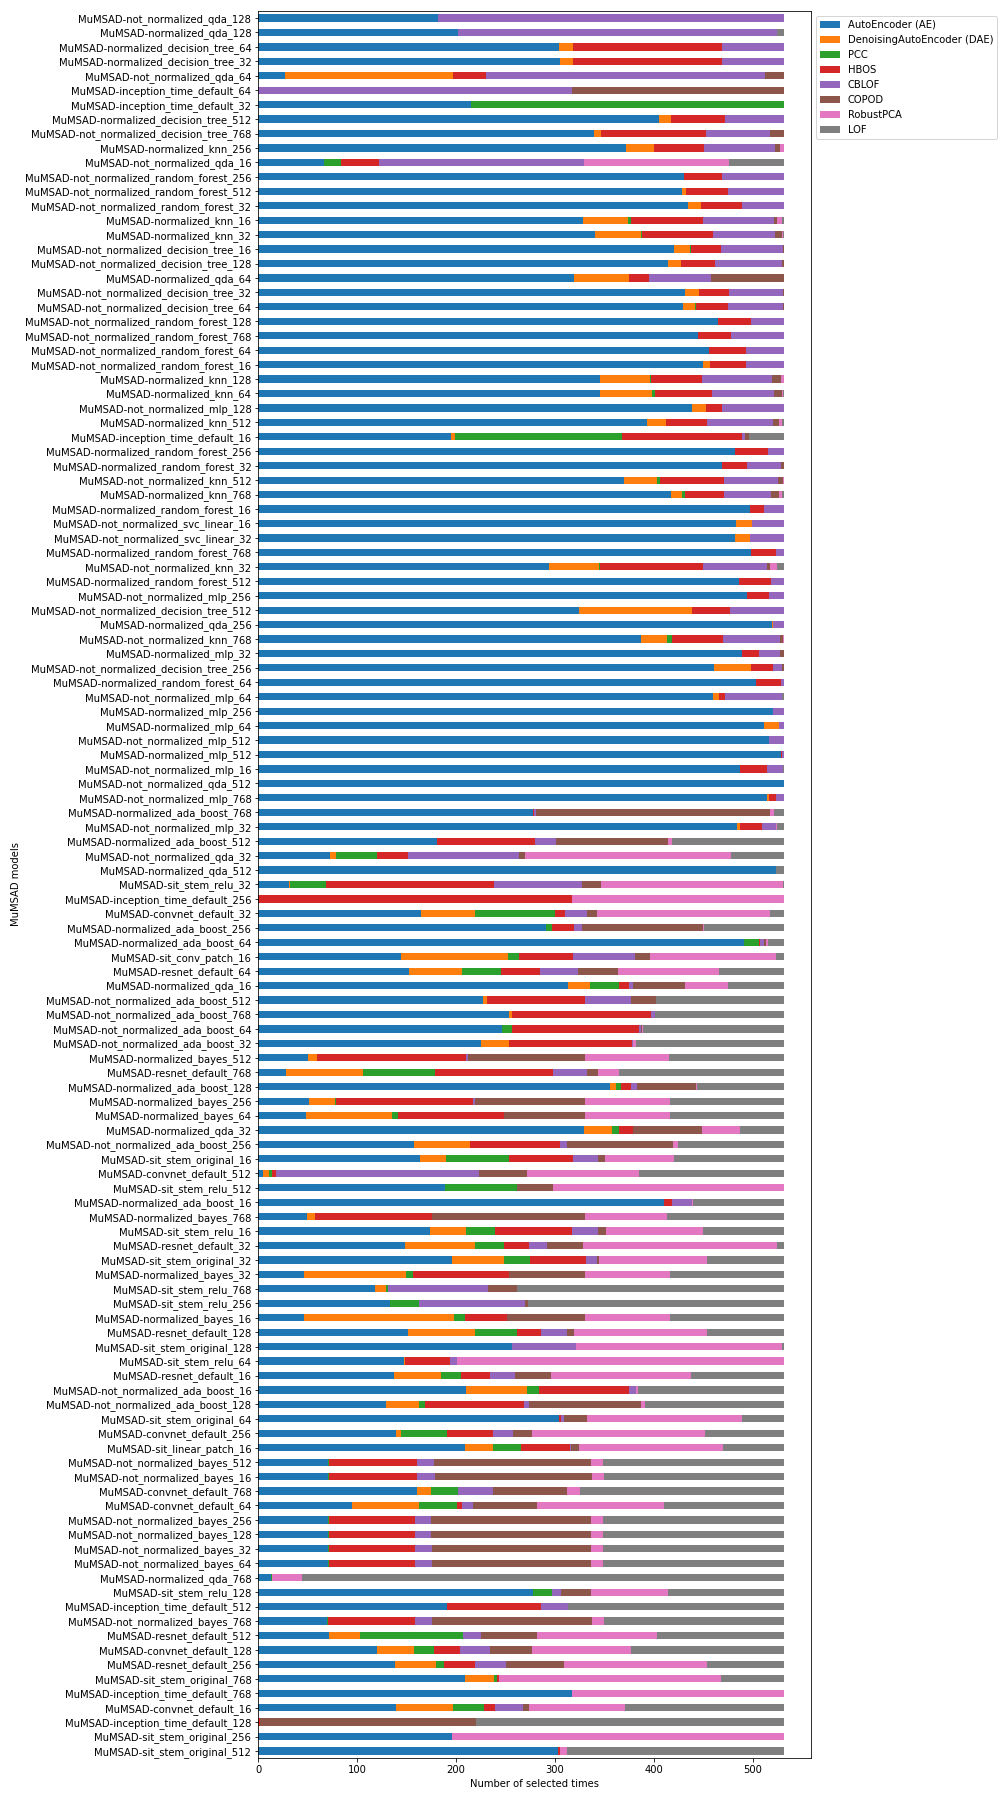 AutoEncoder (AE)
DenoisingAutoEncoder (DAE)
PCC
HBOS
CBLOF
COPOD
RobustPCA
LOF
MuMSAD models
MuMSAD-not_normalized_qda_128
MuMSAD-normalized_qda_128
MuMSAD-normalized_decision_tree_64
MuMSAD-normalized_decision_tree_32
MuMSAD-not_normalized_qda_64
MuMSAD-inception_time_default_64
MuMSAD-inception_time_default_32
MuMSAD-normalized_decision_tree_512
MuMSAD-not_normalized_decision_tree_768
MuMSAD-normalized_knn_256
MuMSAD-not_normalized_qda_16
MuMSAD-not_normalized_random_forest_256
MuMSAD-not_normalized_random_forest_512
MuMSAD-not_normalized_random_forest_32
MuMSAD-normalized_knn_16
MuMSAD-normalized_knn_32
MuMSAD-not_normalized_decision_tree_16
MuMSAD-not_normalized_decision_tree_128
MuMSAD-normalized_qda_64
MuMSAD-not_normalized_decision_tree_32
MuMSAD-not_normalized_decision_tree_64
MuMSAD-not_normalized_random_forest_128
MuMSAD-not_normalized_random_forest_768
MuMSAD-not_normalized_random_forest_64
MuMSAD-not_normalized_random_forest_16
MuMSAD-normalized_knn_128
MuMSAD-normalized_knn_64
MuMSAD-not_normalized_mlp_128
MuMSAD-normalized_knn_512
MuMSAD-inception_time_default_16
MuMSAD-normalized_random_forest_256
MuMSAD-normalized_random_forest_32
MuMSAD-not_normalized_knn_512
MuMSAD-normalized_knn_768
MuMSAD-normalized_random_forest_16
MuMSAD-not_normalized_svc_linear_16
MuMSAD-not_normalized_svc_linear_32
MuMSAD-normalized_random_forest_768
MuMSAD-not_normalized_knn_32
MuMSAD-normalized_random_forest_512
MuMSAD-not_normalized_mlp_256
MuMSAD-not_normalized_decision_tree_512
MuMSAD-normalized_qda_256
MuMSAD-not_normalized_knn_768
MuMSAD-normalized_mlp_32
MuMSAD-not_normalized_decision_tree_256
MuMSAD-normalized_random_forest_64
MuMSAD-not_normalized_mlp_64
MuMSAD-normalized_mlp_256
MuMSAD-normalized_mlp_64
MuMSAD-not_normalized_mlp_512
MuMSAD-normalized_mlp_512
MuMSAD-not_normalized_mlp_16
MuMSAD-not_normalized_qda_512
MuMSAD-not_normalized_mlp_768
MuMSAD-normalized_ada_boost_768
MuMSAD-not_normalized_mlp_32
MuMSAD-normalized_ada_boost_512
MuMSAD-not_normalized_qda_32
MuMSAD-normalized_qda_512
MuMSAD-sit_stem_relu_32
MuMSAD-inception_time_default_256
MuMSAD-convnet_default_32
MuMSAD-normalized_ada_boost_256
MuMSAD-normalized_ada_boost_64
MuMSAD-sit_conv_patch_16
MuMSAD-resnet_default_64
MuMSAD-normalized_qda_16
MuMSAD-not_normalized_ada_boost_512
MuMSAD-not_normalized_ada_boost_768
MuMSAD-not_normalized_ada_boost_64
MuMSAD-not_normalized_ada_boost_32
MuMSAD-normalized_bayes_512
MuMSAD-resnet_default_768
MuMSAD-normalized_ada_boost_128
MuMSAD-normalized_bayes_256
MuMSAD-normalized_bayes_64
MuMSAD-normalized_qda_32
MuMSAD-not_normalized_ada_boost_256
MuMSAD-sit_stem_original_16
MuMSAD-convnet_default_512
MuMSAD-sit_stem_relu_512
MuMSAD-normalized_ada_boost_16
MuMSAD-normalized_bayes_768
MuMSAD-sit_stem_relu_16
MuMSAD-resnet_default_32
MuMSAD-sit_stem_original_32
MuMSAD-normalized_bayes_32
MuMSAD-sit_stem_relu_768
MuMSAD-sit_stem_relu_256
MuMSAD-normalized_bayes_16
MuMSAD-resnet_default_128
MuMSAD-sit_stem_original_128
MuMSAD-sit_stem_relu_64
MuMSAD-resnet_default_16
MuMSAD-not_normalized_ada_boost_16
MuMSAD-not_normalized_ada_boost_128
MuMSAD-sit_stem_original_64
MuMSAD-convnet_default_256
MuMSAD-sit_linear_patch_16
MuMSAD-not_normalized_bayes_512
MuMSAD-not_normalized_bayes_16
MuMSAD-convnet_default_768
MuMSAD-convnet_default_64
MuMSAD-not_normalized_bayes_256
MuMSAD-not_normalized_bayes_128
MuMSAD-not_normalized_bayes_32
MuMSAD-not_normalized_bayes_64
MuMSAD-normalized_qda_768
MuMSAD-sit_stem_relu_128
MuMSAD-inception_time_default_512
MuMSAD-not_normalized_bayes_768
MuMSAD-resnet_default_512
MuMSAD-convnet_default_128
MuMSAD-resnet_default_256
MuMSAD-sit_stem_original_768
MuMSAD-inception_time_default_768
MuMSAD-convnet_default_16
MuMSAD-inception_time_default_128
MuMSAD-sit_stem_original_256
MuMSAD-sit_stem_original_512
0 100 200 300 400 500
Number of selected times